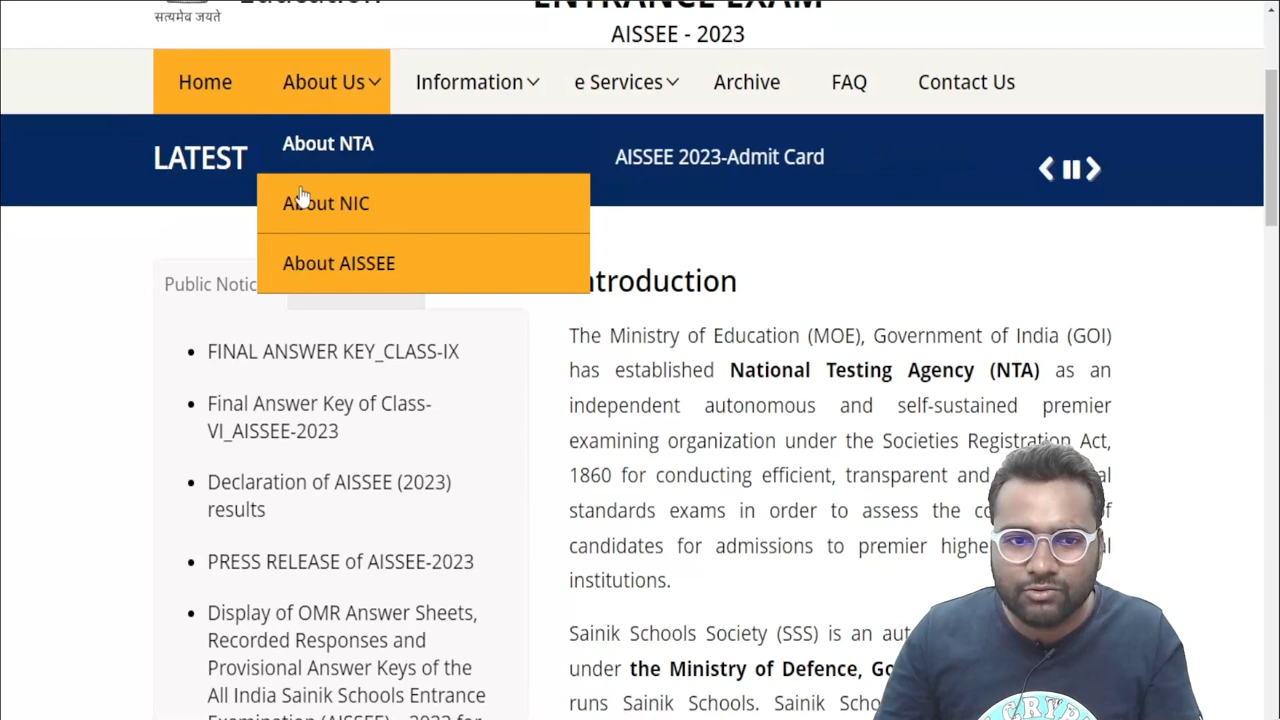 सत्यमेव जयते
Education
ENTRANCE EXAM
AISSEE - 2023
Home About Us Information e Services Archive FAQ Contact Us
LATEST
About NTA
AISSEE 2023-Admit Card
About NIC
About AISSEE
Public Notic
ntroduction
The Ministry of Education (MOE), Government of India (GOI)
has established National Testing Agency (NTA) as an
independent autonomous and self-sustained premier
examining organization under the Societies Registration Act,
1860 for conducting efficient, transparent and
standards exams in order to assess the
candidates for admissions to premier
institutions.
Sainik Schools Society (SSS) is an
under the Ministry of Defence,
runs Sainik Schools. Sainik
FINAL ANSWER KEY_CLASS-IX
Final Answer Key of Class-
VI_AISSEE-2023
Declaration of AISSEE (2023)
results
PRESS RELEASE of AISSEE-2023
Display of OMR Answer Sheets,
Recorded Responses and
Provisional Answer Keys of the
All India Sainik Schools Entrance